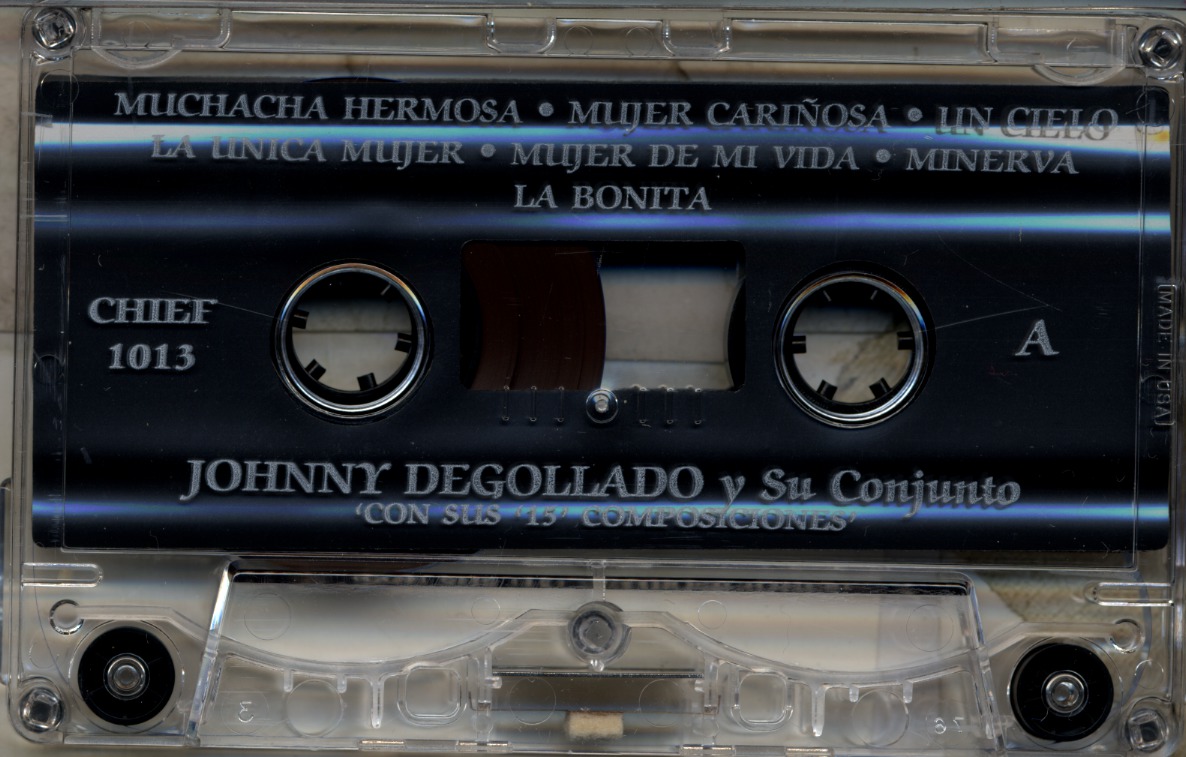 MUCHACHA HERMOSA • MUJER CARIÑOSA • UN CIELO
LA UNICA MUJER • MUJER DE MI VIDA • MINERVA
LA BONITA
CHIEF
1013
A
[MADE IN USA]
JOHNNY DEGOLLADO y Su Conjunto
'CON SUS '15' COMPOSICIONES'